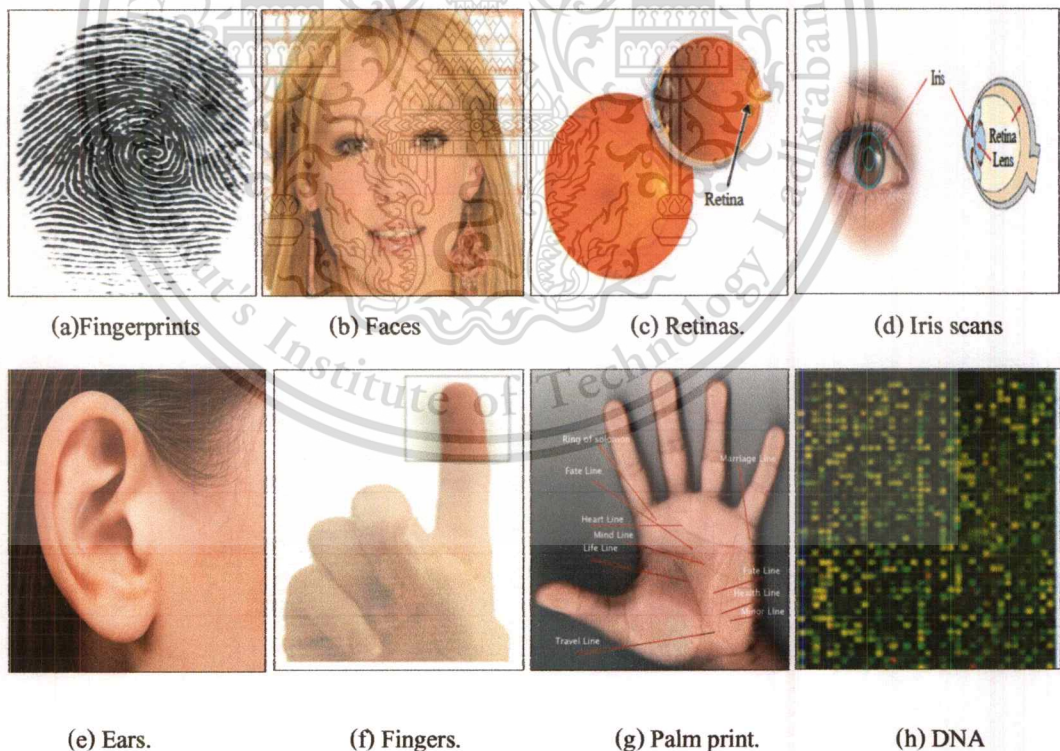 Iris
Retina
Lens
Retina
(a)Fingerprints
(b) Faces
(c) Retinas.
(d) Iris scans
Ring of solomon
Marriage Line
Fate Line
Heart Line
Mind Line
Life Line
Fate Line
Health Line
Minor Line
Travel Line
(e) Ears.
(f) Fingers.
(g) Palm print.
(h) DNA
ut's Institute of Technology Ladkraban